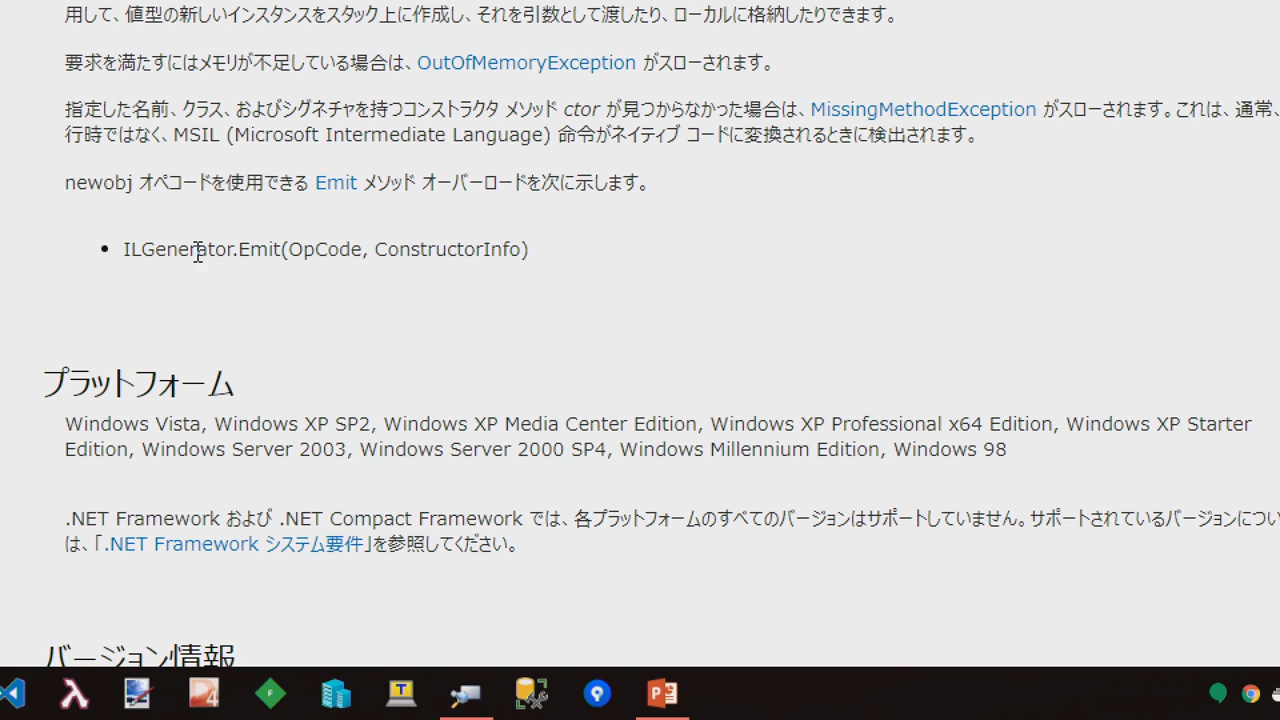 用して、値型の新しいインスタンスをスタック上に作成し、それを引数として渡したり、ローカルに格納したりできます。
要求を満たすにはメモリが不足している場合は、OutOfMemoryException がスローされます。
指定した名前、クラス、およびシグネチャを持つコンストラクタ メソッド ctor が見つからなかった場合は、MissingMethodException がスローされます。これは、通常、
行時ではなく、MSIL (Microsoft Intermediate Language) 命令がネイティブ コードに変換されるときに検出されます。
newobj オペコードを使用できる Emit メソッド オーバーロードを次に示します。
• ILGenerator.Emit(OpCode, ConstructorInfo)
プラットフォーム
Windows Vista, Windows XP SP2, Windows XP Media Center Edition, Windows XP Professional x64 Edition, Windows XP Starter
Edition, Windows Server 2003, Windows Server 2000 SP4, Windows Millennium Edition, Windows 98
.NET Framework および .NET Compact Framework では、各プラットフォームのすべてのバージョンはサポートしていません。サポートされているバージョンについ
は、「.NET Framework システム要件」を参照してください。
バージョン情報